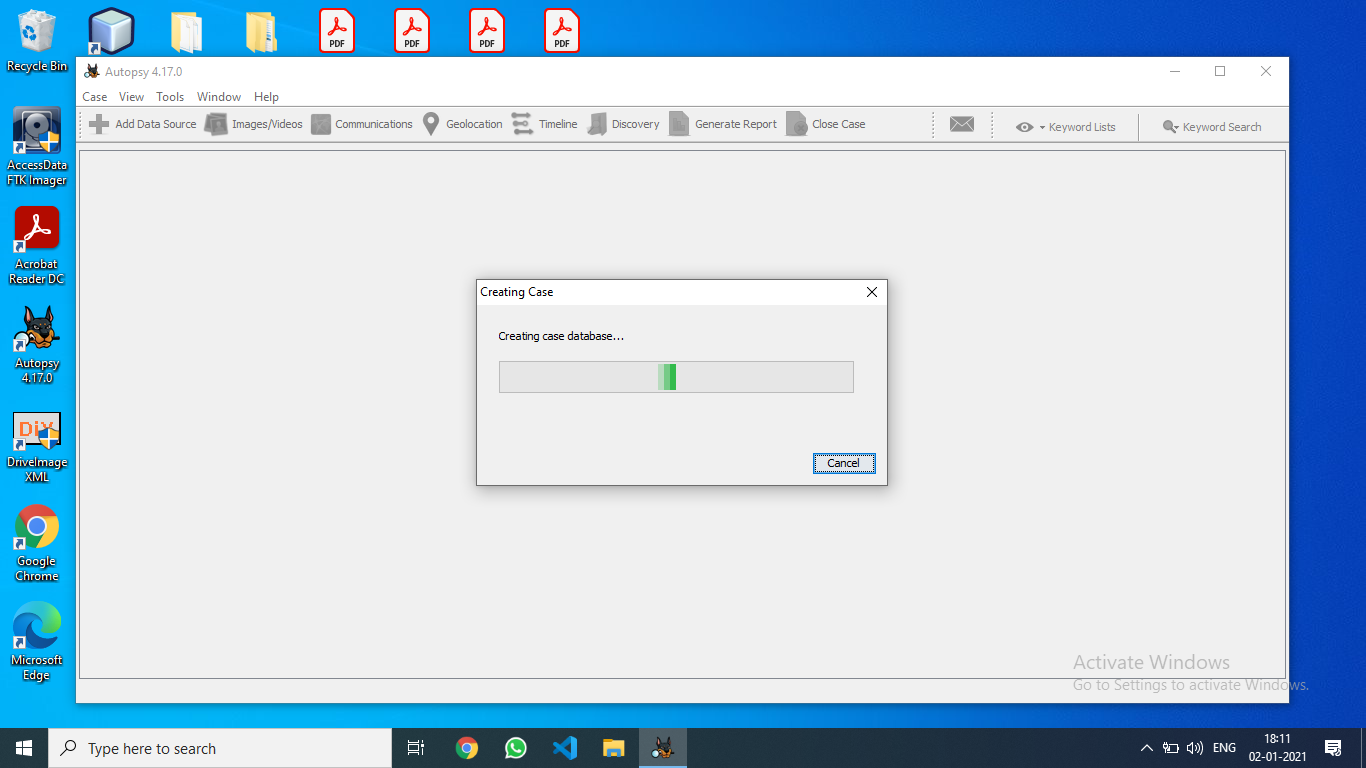 PDF
PDF
PDF
PDF
Recycle Bin
Autopsy 4.17.0
Case View Tools Window Help
Add Data Source Images/Videos Communications Geolocation Timeline Discovery Generate Report Close Case Keyword Lists Keyword Search
AccessData
FTK Imager
Acrobat
Reader DC
Autopsy
4.17.0
DiX
DriveImage
XML
Google
Chrome
Microsoft
Edge
Creating Case
Creating case database...
Cancel
Activate Windows
Go to Settings to activate Windows.
Type here to search
ENG
18:11
02-01-2021